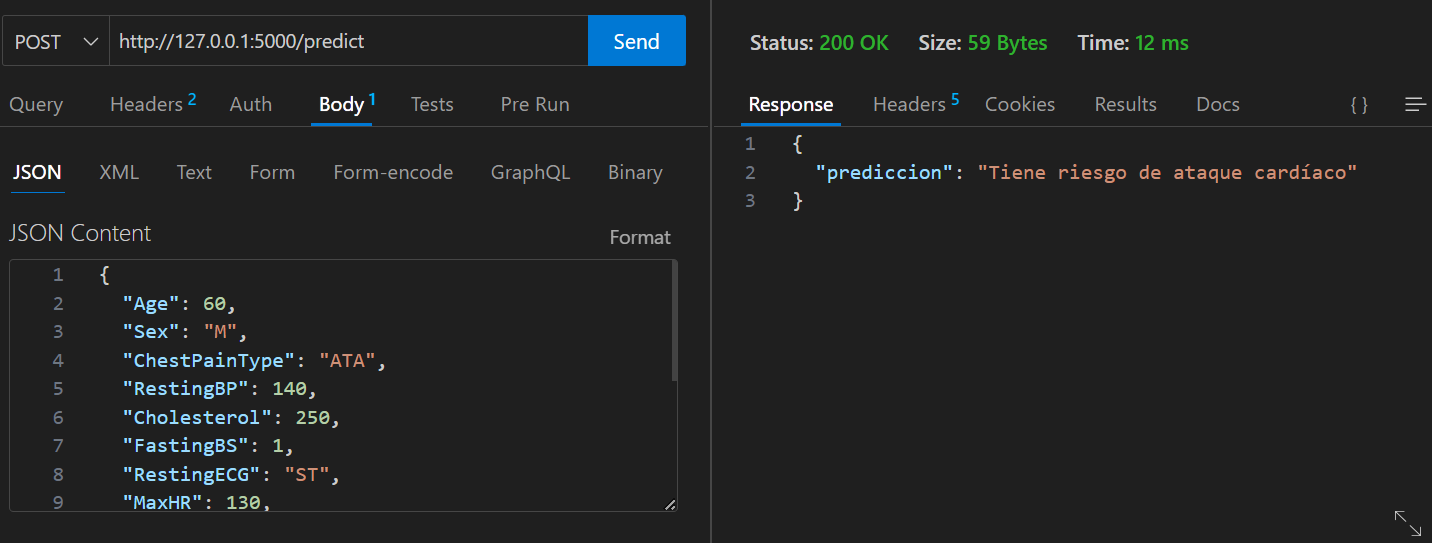 POST http://127.0.0.1:5000/predict Send
Query Headers 2 Auth Body 1 Tests Pre Run
JSON XML Text Form Form-encode GraphQL Binary
JSON Content Format
1 {
2 "Age": 60,
3 "Sex": "M",
4 "ChestPainType": "ATA",
5 "RestingBP": 140,
6 "Cholesterol": 250,
7 "FastingBS": 1,
8 "RestingECG": "ST",
9 "MaxHR": 130,
Status: 200 OK Size: 59 Bytes Time: 12 ms
Response Headers 5 Cookies Results Docs { }
1 {
2 "prediccion": "Tiene riesgo de ataque cardíaco"
3 }